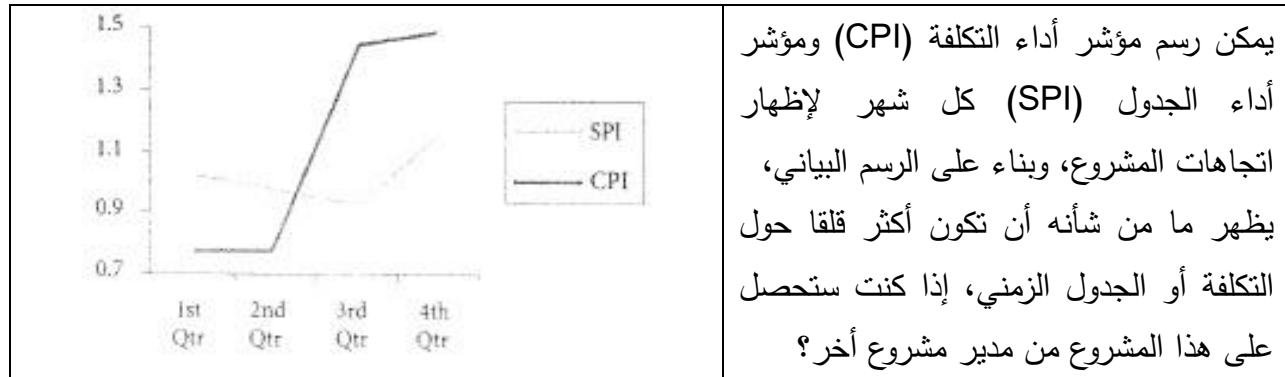 يمكن رسم مؤشر أداء التكلفة (CPI) ومؤشر
أداء الجدول (SPI) كل شهر لإظهار
اتجاهات المشروع، وبناء على الرسم البياني،
يظهر ما من شأنه أن تكون أكثر قلقا حول
التكلفة أو الجدول الزمني، إذا كنت ستحصل
على هذا المشروع من مدير مشروع أخر؟
1.5
1.3
1.1
0.9
0.7
1st Qtr
2nd Qtr
3rd Qtr
4th Qtr
SPI
CPI